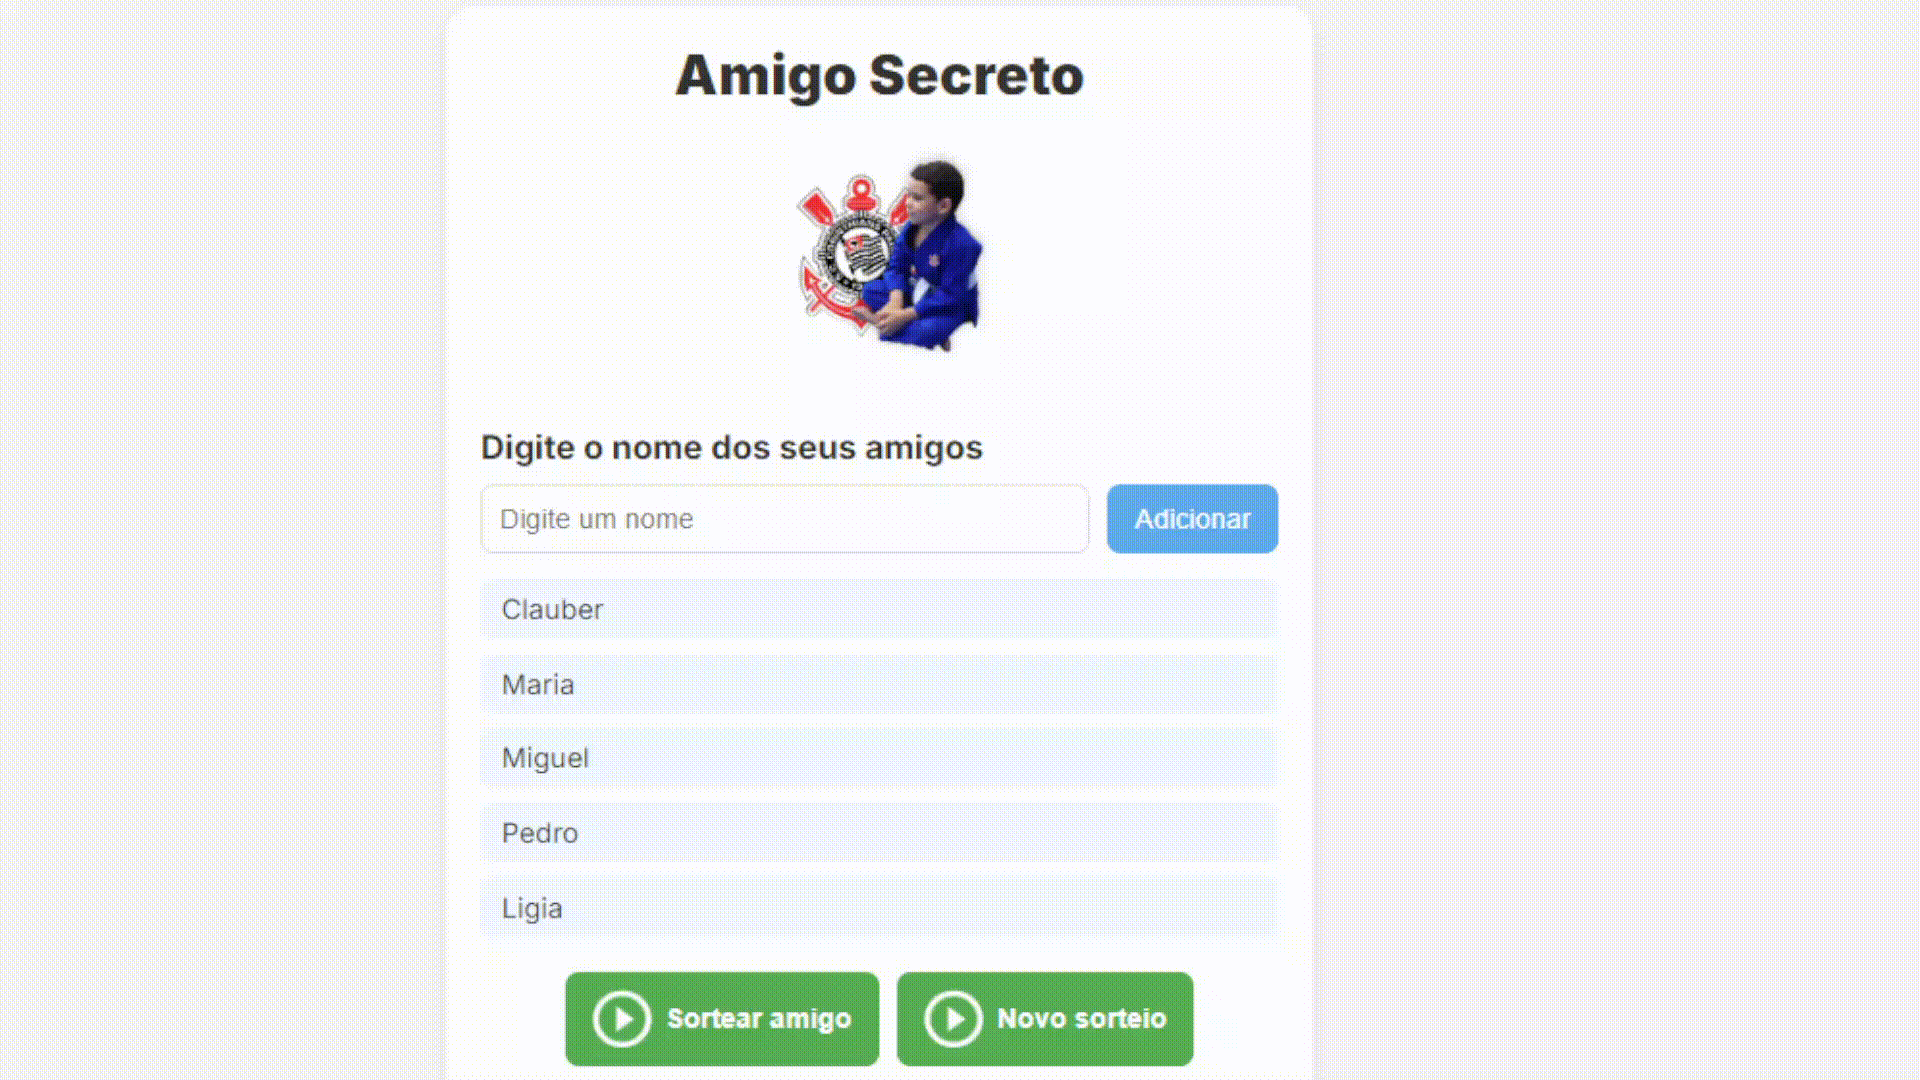 Amigo Secreto
Digite o nome dos seus amigos
Digite um nome
Adicionar
Clauber
Maria
Miguel
Pedro
Ligia
Sortear amigo
Novo sorteio